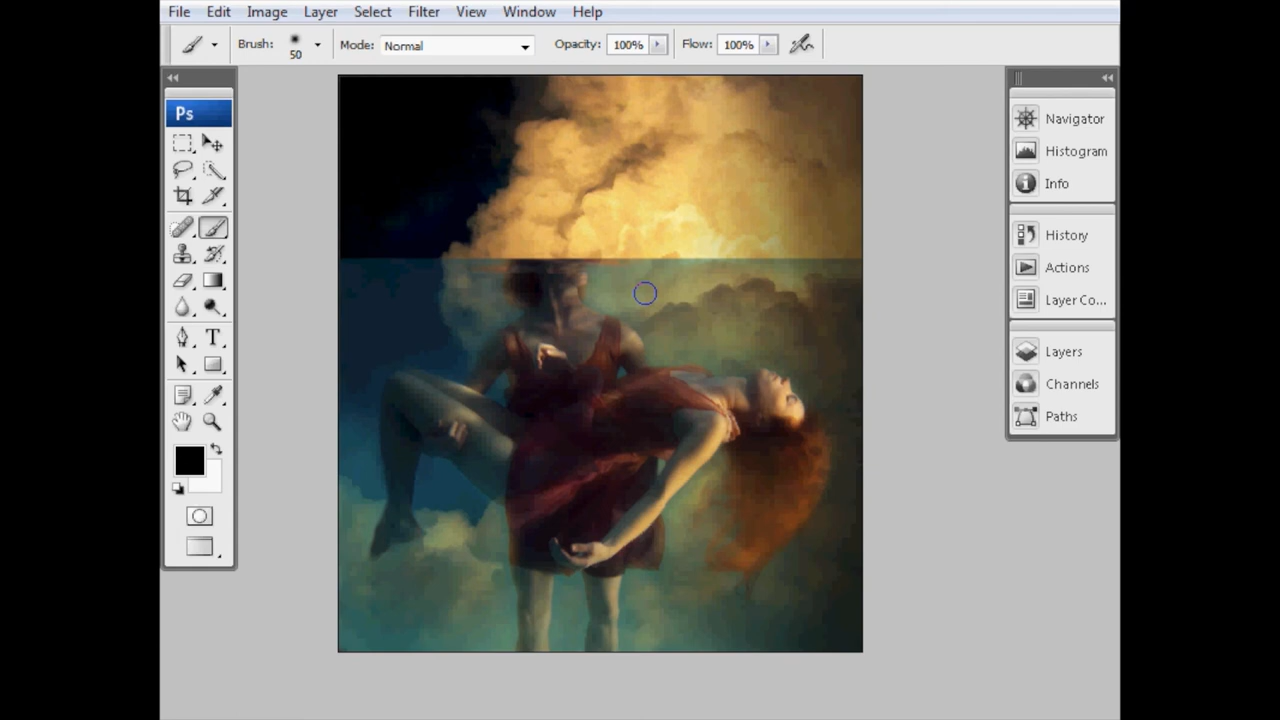 File Edit Image Layer Select Filter View Window Help
Brush: 50 Mode: Normal Opacity: 100% Flow: 100%
Ps
T
Navigator
Histogram
Info
History
Actions
Layer Co...
Layers
Channels
Paths